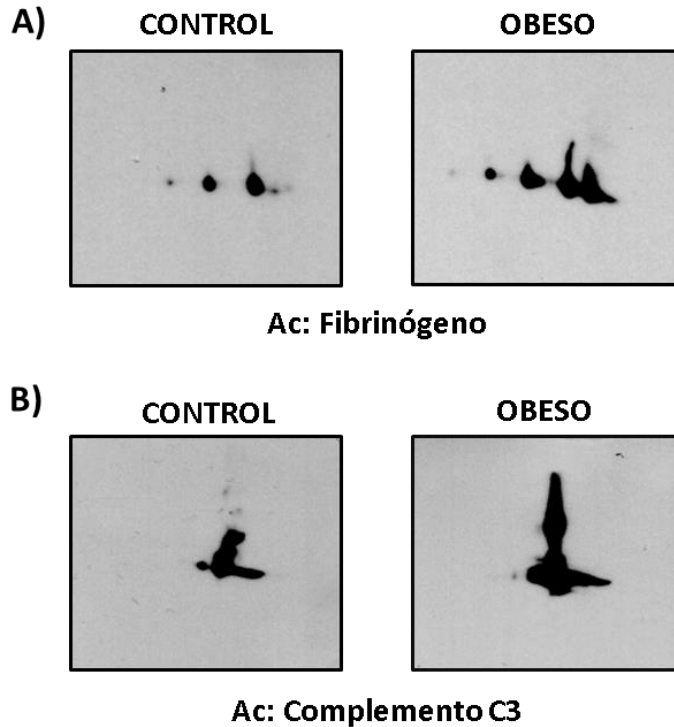 A)
CONTROL OBESO
Ac: Fibrinógeno
B)
CONTROL OBESO
Ac: Complemento C3